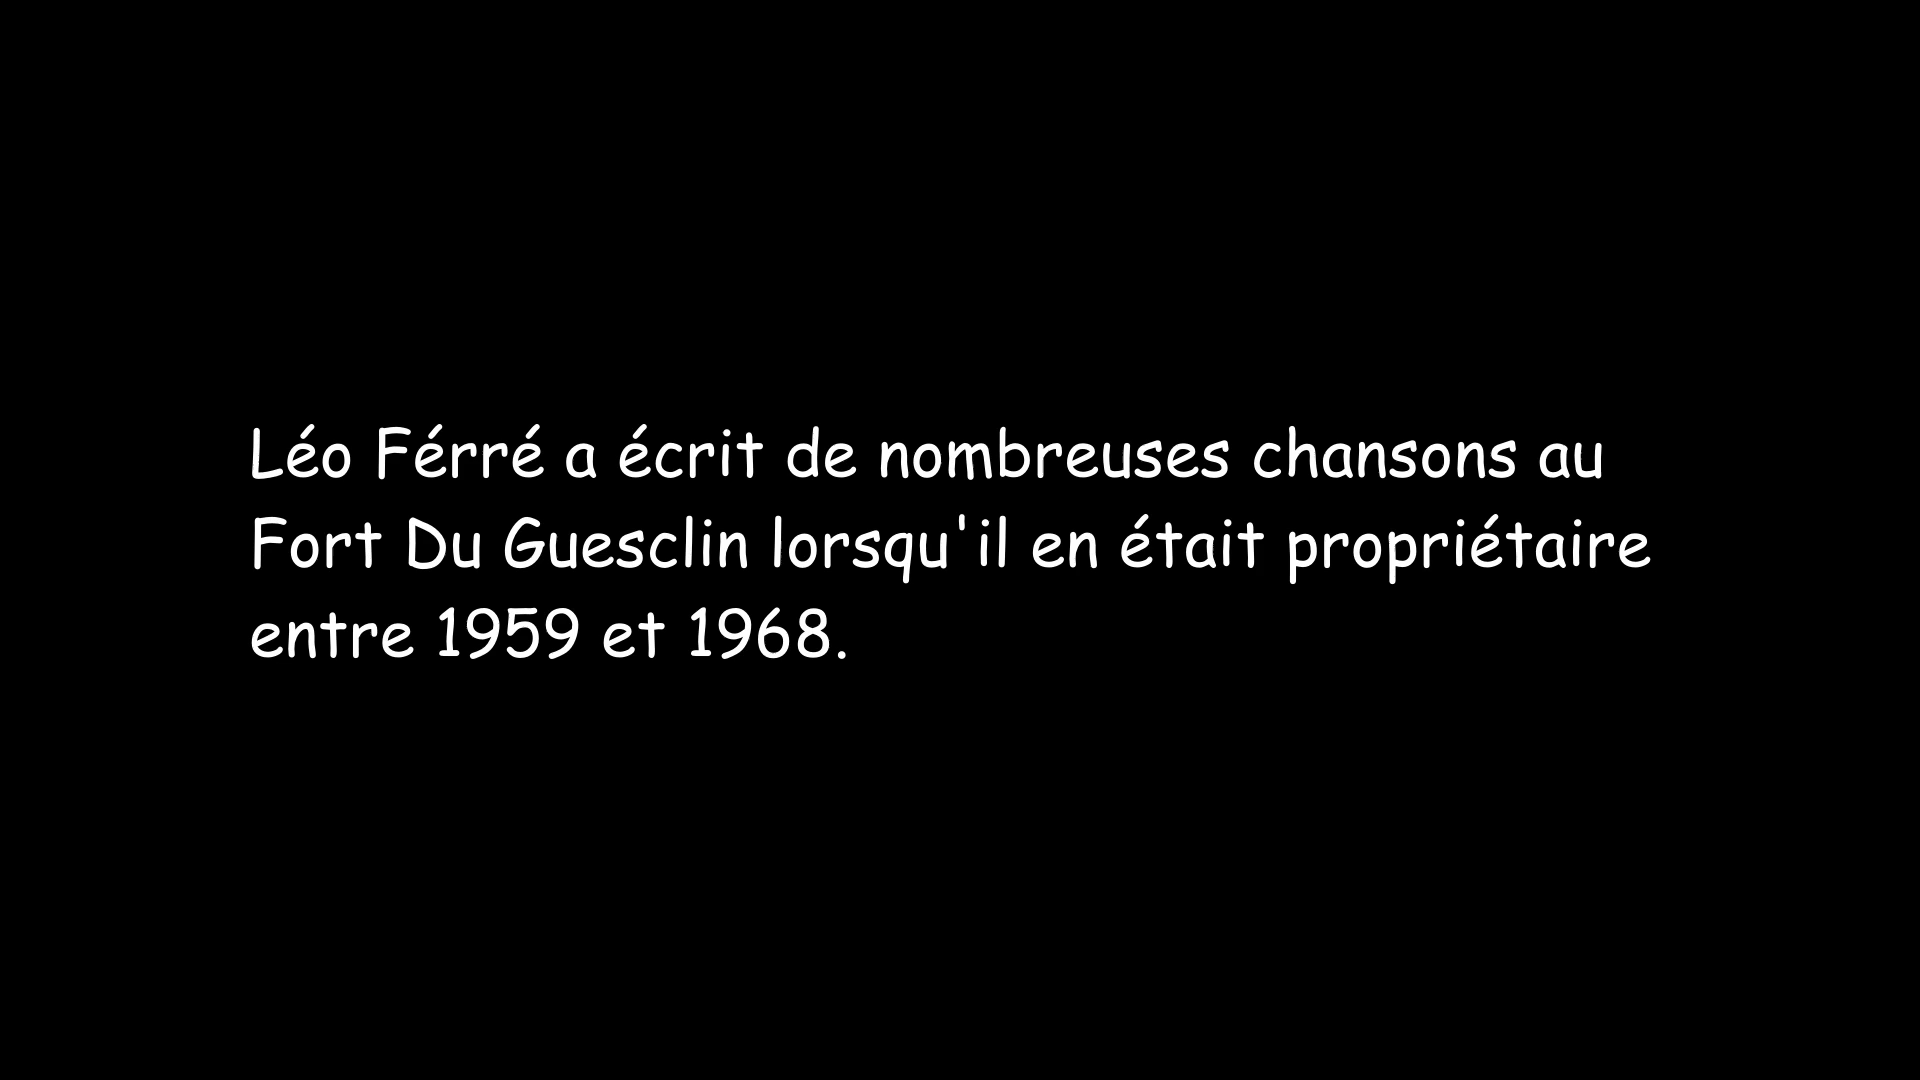 Léo Férré a écrit de nombreuses chansons au
Fort Du Guesclin lorsqu'il en était propriétaire
entre 1959 et 1968.